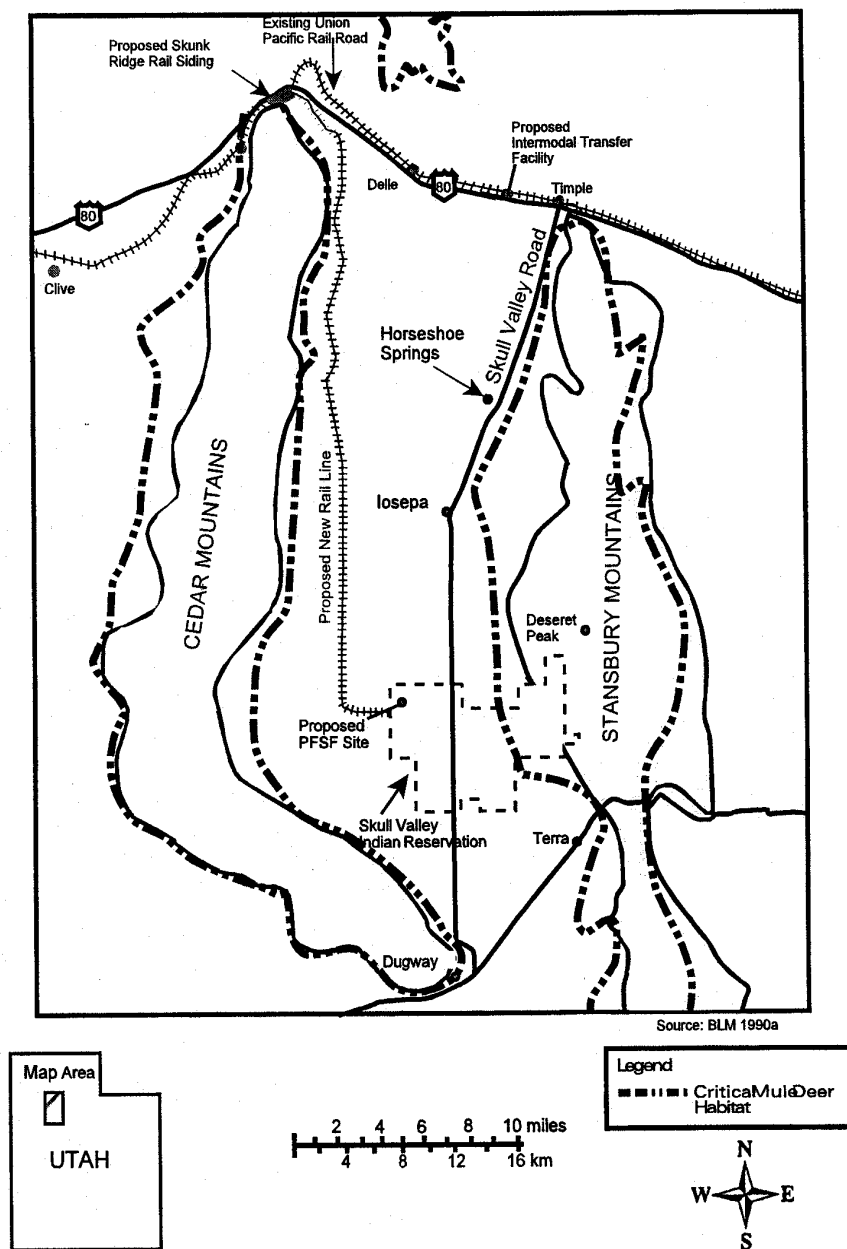 Existing Union
Pacific Rail Road
Proposed Skunk
Ridge Rail Siding
Proposed
Intermodal Transfer
Facility
Delle
80
Timple
80
Clive
Skull Valley Road
Horseshoe
Springs
Iosepa
CEDAR MOUNTAINS
Proposed New Rail Line
STANSBURY MOUNTAINS
Deseret
Peak
Proposed
PFSF Site
Skull Valley
Indian Reservation
Terra
Dugway
Source: BLM 1990a
Map Area
UTAH
2 4 6 8 10 miles
4 8 12 16 km
Legend
CriticaMuleDeer
Habitat
N
W E
S